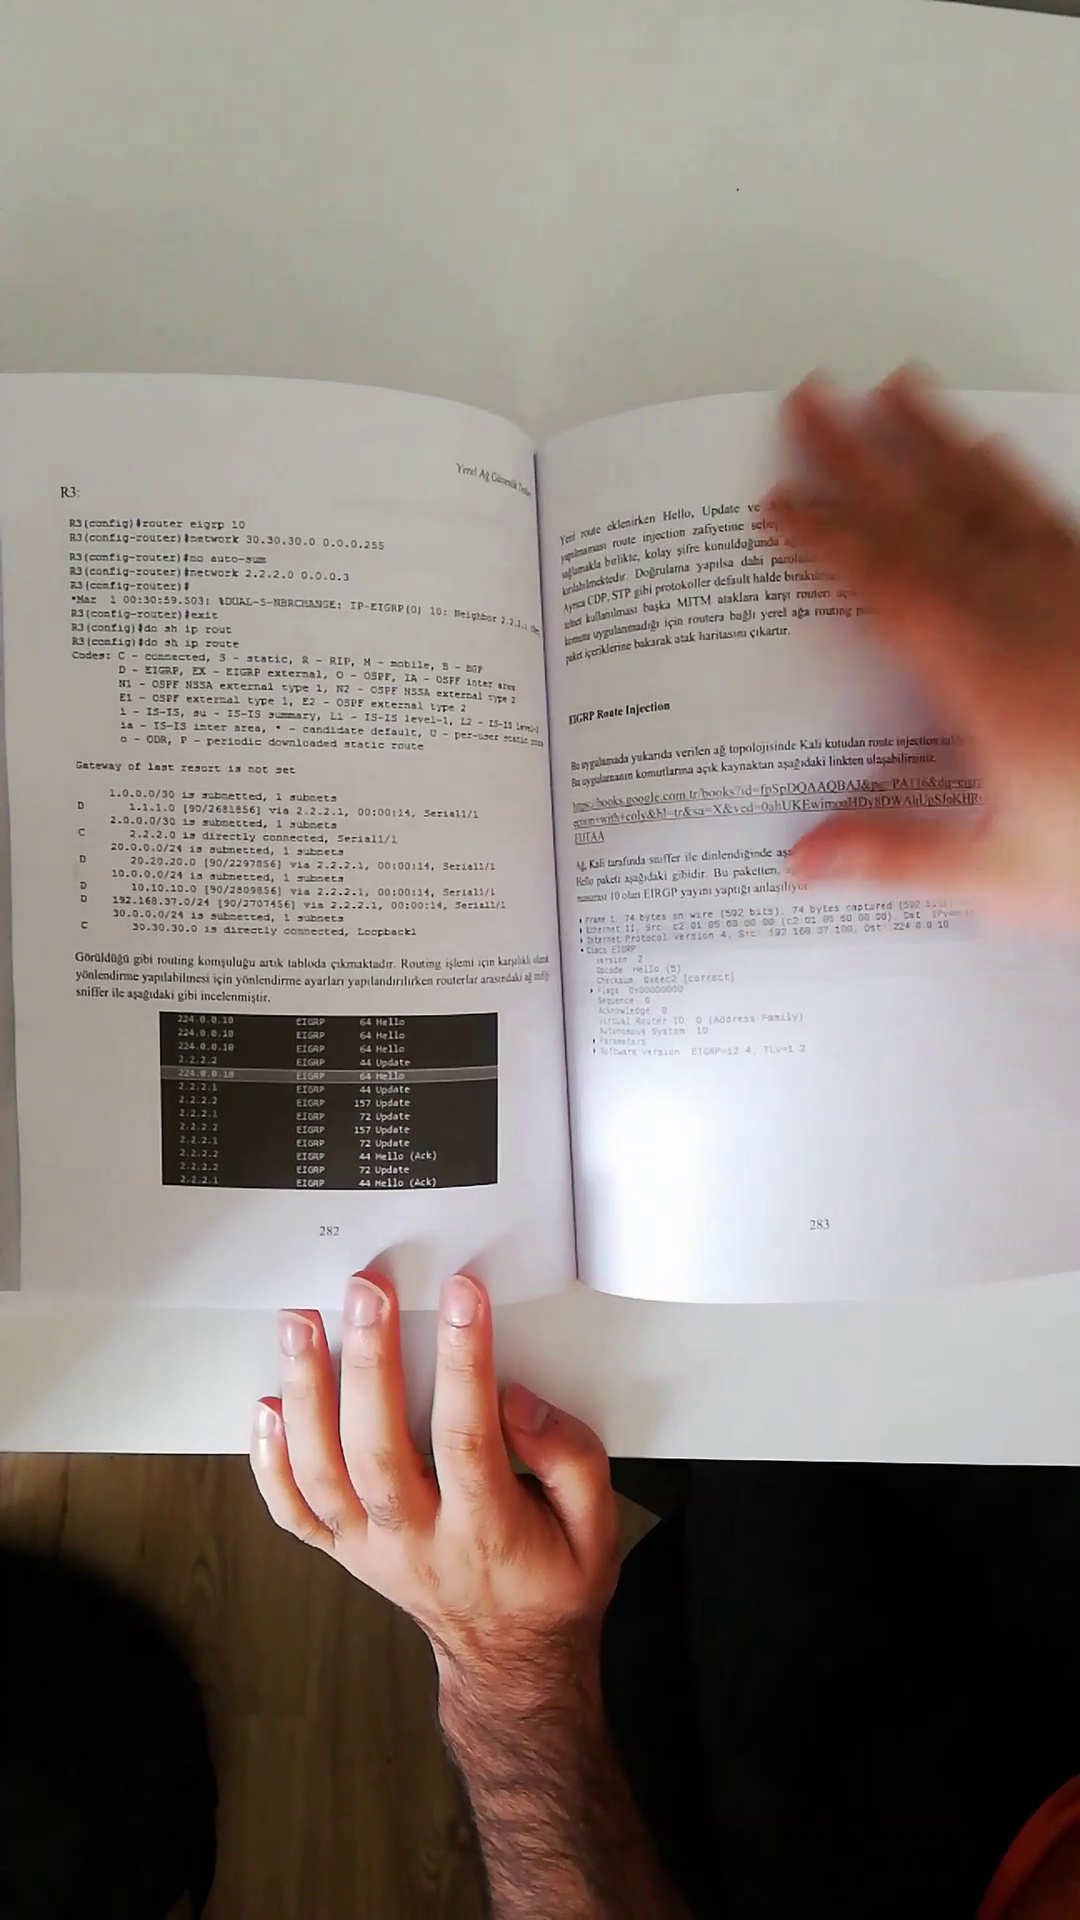 Yerel Ağ Güvenlik
R3:
R3(config)#router eigrp 10
R3(config-router)#network 30.30.30.0 0.0.0.255
R3(config-router)#no auto-sum
R3(config-router)#network 2.2.2.0 0.0.0.3
R3(config-router)#
*Mar  1 00:30:59.503: %DUAL-5-NBRCHANGE: IP-EIGRP(0) 10: Neighbor 2.2.2.1
R3(config-router)#exit
R3(config)#do sh ip rout
R3(config)#do sh ip route
Codes: C - connected, S - static, R - RIP, M - mobile, B - BGP
D - EIGRP, EX - EIGRP external, O - OSPF, IA - OSPF inter area
N1 - OSPF NSSA external type 1, N2 - OSPF NSSA external type 2
E1 - OSPF external type 1, E2 - OSPF external type 2
i - IS-IS, su - IS-IS summary, L1 - IS-IS level-1, L2 - IS-IS level-2
ia - IS-IS inter area, * - candidate default, U - per-user static
o - ODR, P - periodic downloaded static route
Gateway of last resort is not set
1.0.0.0/30 is subnetted, 1 subnets
D 1.1.1.0 [90/2681856] via 2.2.2.1, 00:00:14, Serial1/1
2.0.0.0/30 is subnetted, 1 subnets
C 2.2.2.0 is directly connected, Serial1/1
20.0.0.0/24 is subnetted, 1 subnets
D 20.20.20.0 [90/2297856] via 2.2.2.1, 00:00:14, Serial1/1
10.0.0.0/24 is subnetted, 1 subnets
D 10.10.10.0 [90/2809856] via 2.2.2.1, 00:00:14, Serial1/1
D 192.168.37.0/24 [90/2707456] via 2.2.2.1, 00:00:14, Serial1/1
30.0.0.0/24 is subnetted, 1 subnets
C 30.30.30.0 is directly connected, Loopback1
Görüldüğü gibi routing komşuluğu artık tabloda çıkmaktadır. Routing işlemi için karşılıklı olarak
yönlendirme yapılabilmesi için yönlendirme ayarları yapılandırılırken routerlar arasındaki ağ trafiği
sniffer ile aşağıdaki gibi incelenmiştir.
224.0.0.10 EIGRP 64 Hello
224.0.0.10 EIGRP 64 Hello
224.0.0.10 EIGRP 64 Hello
2.2.2.2 EIGRP 44 Update
224.0.0.10 EIGRP 64 Hello
2.2.2.1 EIGRP 44 Update
2.2.2.2 EIGRP 157 Update
2.2.2.1 EIGRP 72 Update
2.2.2.2 EIGRP 157 Update
2.2.2.1 EIGRP 72 Update
2.2.2.2 EIGRP 44 Hello (Ack)
2.2.2.2 EIGRP 72 Update
2.2.2.1 EIGRP 44 Hello (Ack)
282
Yeni route eklenirken Hello, Update ve
yapılmaması route injection zafiyetine
sağlamakla birlikte, kolay şifre konulduğunda
kırılabilmektedir. Doğrulama yapılsa dahi
Ayrıca CDP, STP gibi protokoller default halde
telnet kullanılması başka MITM ataklara karşı routerı
komutu uygulanmadığı için routera bağlı yerel ağa routing
paket içeriklerine bakarak atak haritasını çıkartır.
EIGRP Route Injection
Bu uygulamada yukarıda verilen ağ topolojisinde Kali kutudan route injection
Bu uygulamanın komutlarına açık kaynaktan aşağıdaki linkten ulaşabilirsiniz.
https://books.google.com.tr/books?id=fpSpDQAAQBAJ&pg=PA116&dq=eigrp
ection+with+coly&hl=tr&sa=X&ved=0ahUKEwimoaHDy8DWAhUpSJoKHR
Ağ, Kali tarafında sniffer ile dinlendiğinde
Hello paketi aşağıdaki gibidir. Bu paketten,
numarası 10 olan EIRGP yayını yaptığı anlaşılıyor
Frame 1: 74 bytes on wire (592 bits), 74 bytes captured (592 bits)
Ethernet II, Src: c2:01:05:60:00:00 (c2:01:05:60:00:00), Dst:
Internet Protocol Version 4, Src: 192.168.37.100, Dst: 224.0.0.10
Cisco EIGRP
Version: 2
Opcode: Hello (5)
Checksum: 0xeec2 [correct]
Flags: 0x00000000
Sequence: 0
Acknowledge: 0
Virtual Router ID: 0 (Address-Family)
Autonomous System: 10
Parameters
Software Version: EIGRP=12.4, TLV=1.2
283